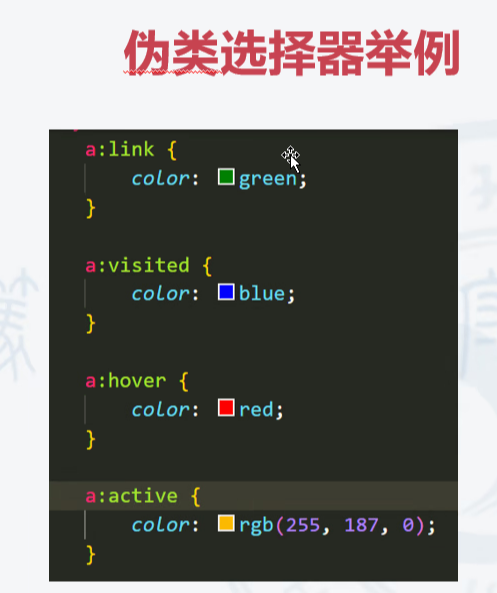 伪类选择器举例
a:link {
color: green;
}
a:visited {
color: blue;
}
a:hover {
color: red;
}
a:active {
color: rgb(255, 187, 0);
}